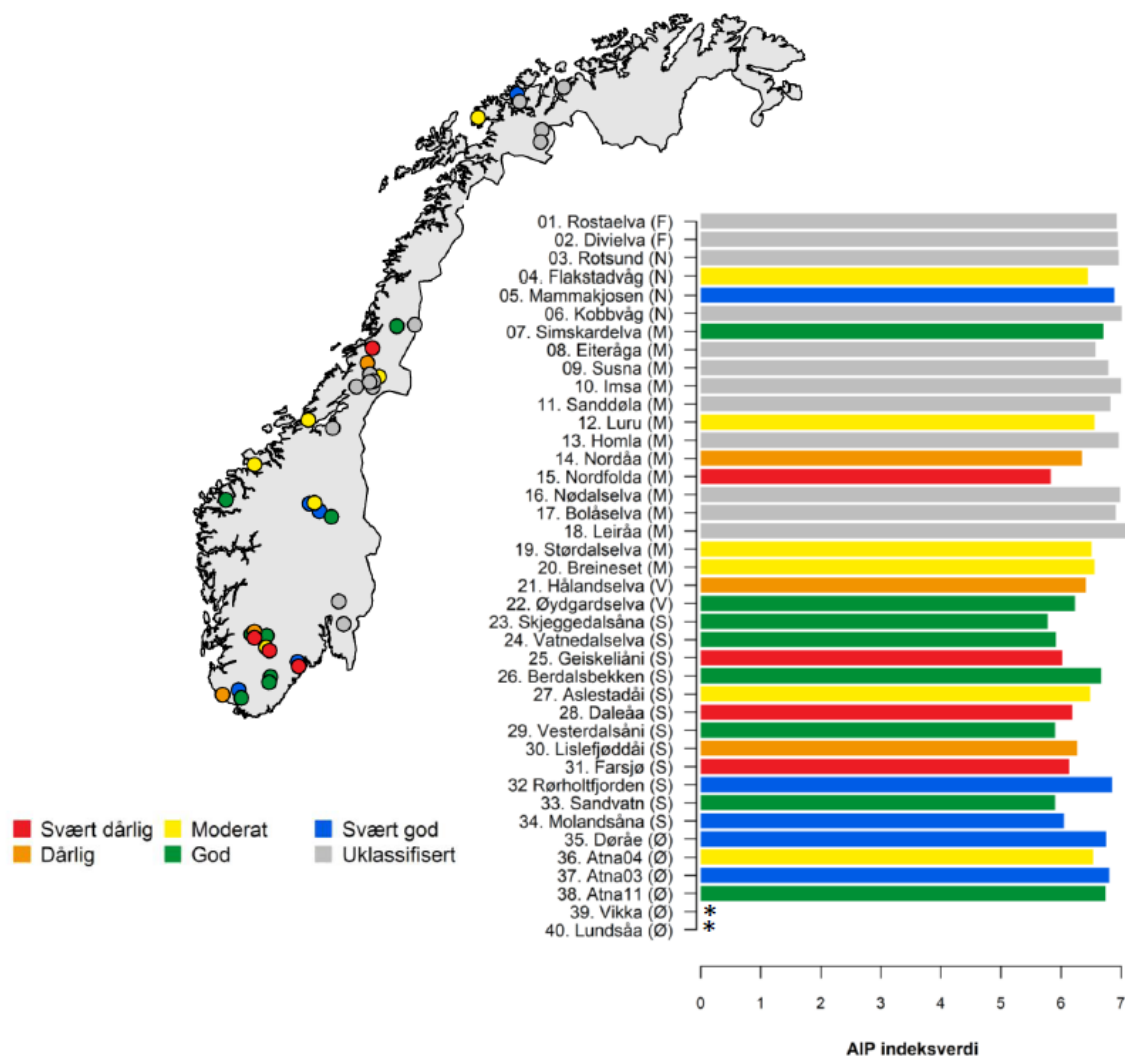 01. Rostaelva (F)
02. Divielva (F)
03. Rotsund (N)
04. Flakstadvåg (N)
05. Mammakjosen (N)
06. Kobbvåg (N)
07. Simskardelva (M)
08. Eiteråga (M)
09. Susna (M)
10. Imsa (M)
11. Sanddøla (M)
12. Luru (M)
13. Homla (M)
14. Nordåa (M)
15. Nordfolda (M)
16. Nødalselva (M)
17. Bolåselva (M)
18. Leiråa (M)
19. Størdalselva (M)
20. Breineset (M)
21. Hålandselva (V)
22. Øydgardselva (V)
23. Skjeggedalsåna (S)
24. Vatnedalselva (S)
25. Geiskeliåni (S)
26. Berdalsbekken (S)
27. Aslestadåi (S)
28. Daleåa (S)
29. Vesterdalsåni (S)
30. Lislefjøddåi (S)
31. Farsjø (S)
32 Rørholtfjorden (S)
33. Sandvatn (S)
34. Molandsåna (S)
35. Døråe (Ø)
36. Atna04 (Ø)
37. Atna03 (Ø)
38. Atna11 (Ø)
39. Vikka (Ø) *
40. Lundsåa (Ø) *
0 1 2 3 4 5 6 7
AIP indeksverdi
Svært dårlig Moderat Svært god
Dårlig God Uklassifisert